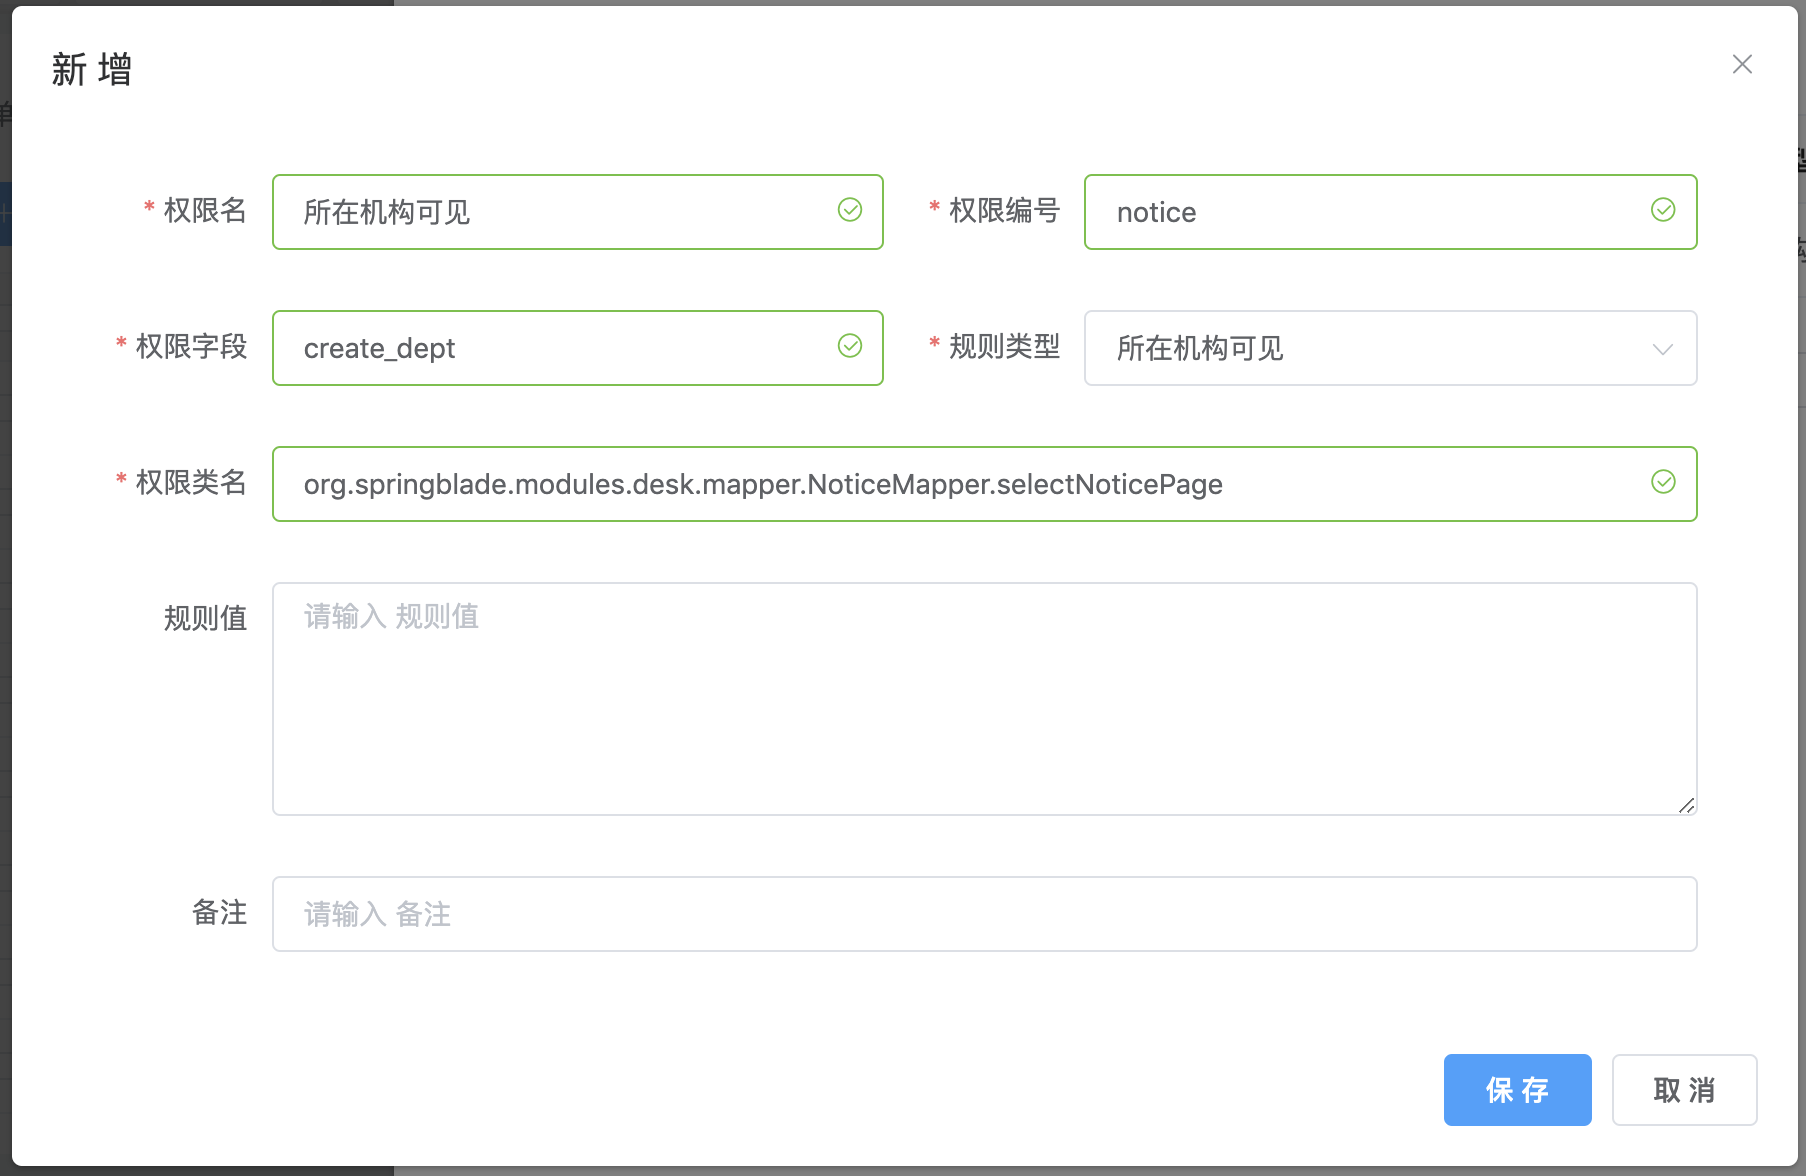 新 增
* 权限名 所在机构可见 * 权限编号 notice
* 权限字段 create_dept * 规则类型 所在机构可见
* 权限类名 org.springblade.modules.desk.mapper.NoticeMapper.selectNoticePage
规则值 请输入 规则值
备注 请输入 备注
保 存 取 消